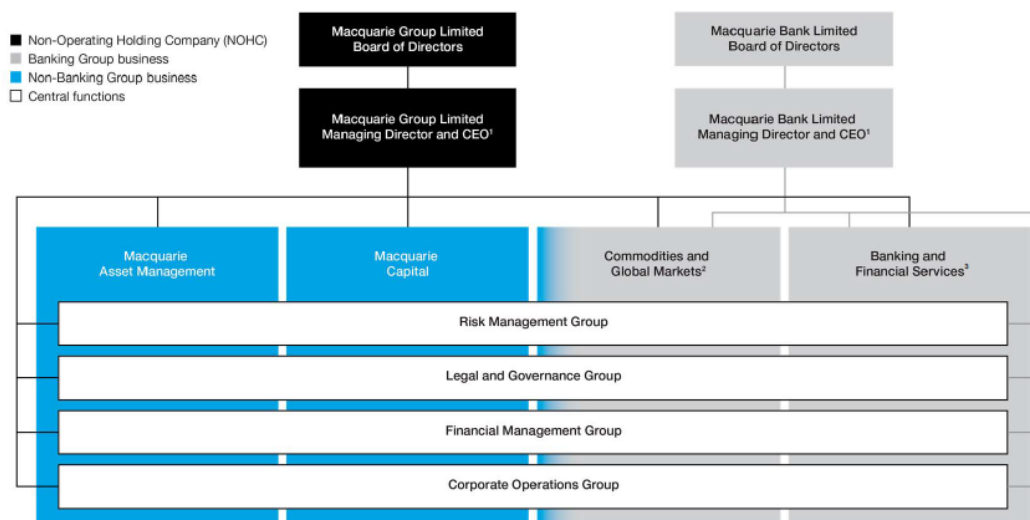 Non-Operating Holding Company (NOHC)
Banking Group business
Non-Banking Group business
Central functions
Macquarie Group Limited
Board of Directors
Macquarie Bank Limited
Board of Directors
Macquarie Group Limited
Managing Director and CEO¹
Macquarie Bank Limited
Managing Director and CEO¹
Macquarie
Asset Management
Macquarie
Capital
Commodities and
Global Markets²
Banking and
Financial Services³
Risk Management Group
Legal and Governance Group
Financial Management Group
Corporate Operations Group